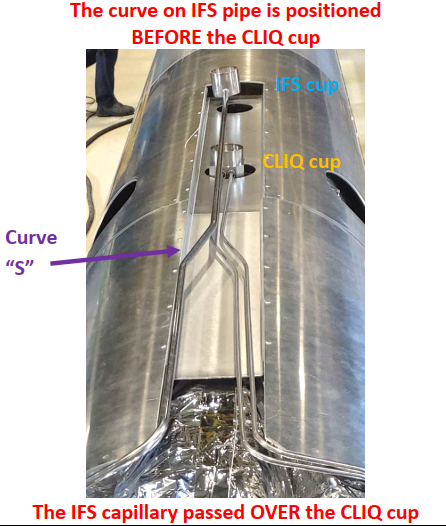 The curve on IFS pipe is positioned
BEFORE the CLIQ cup
IFS cup
CLIQ cup
Curve
“S”
The IFS capillary passed OVER the CLIQ cup